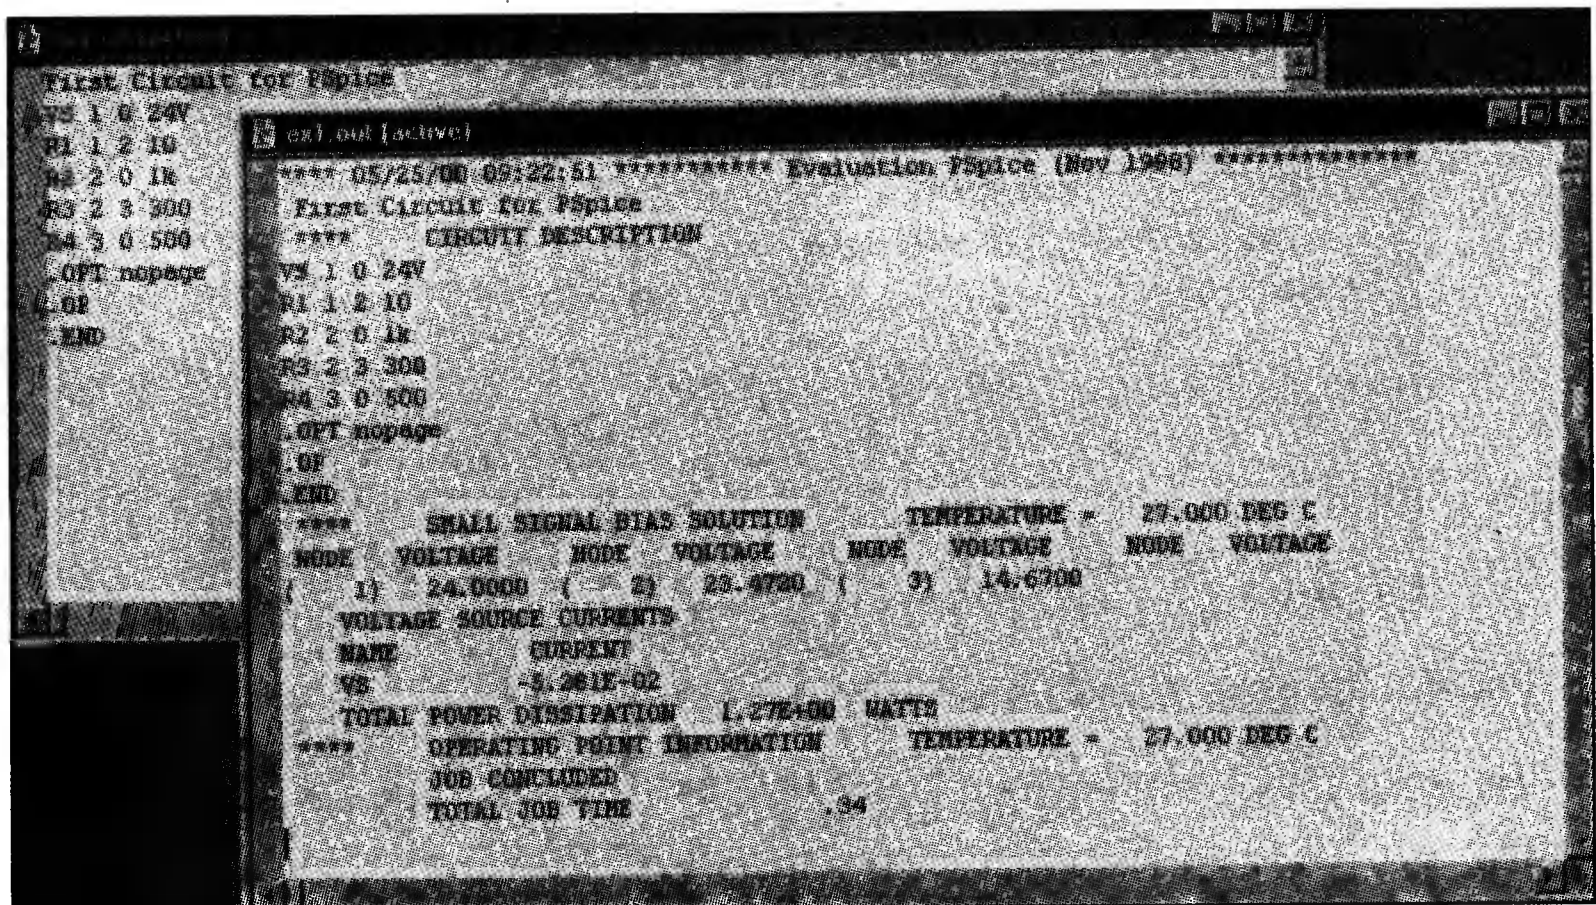 First Circuit for PSpice
VS 1 0 24V
R1 1 2 10
R2 2 0 1k
R3 2 3 300
R4 3 0 500
.OPT nopage
.OP
.END
ex1.out (active)
**** 05/25/00 09:22:51 *********** Evaluation PSpice (Nov 1998) **************
First Circuit for PSpice
**** CIRCUIT DESCRIPTION
VS 1 0 24V
R1 1 2 10
R2 2 0 1k
R3 2 3 300
R4 3 0 500
.OPT nopage
.OP
.END
**** SMALL SIGNAL BIAS SOLUTION TEMPERATURE = 27.000 DEG C
NODE VOLTAGE NODE VOLTAGE NODE VOLTAGE NODE VOLTAGE
( 1) 24.0000 ( 2) 23.4720 ( 3) 14.6700
VOLTAGE SOURCE CURRENTS
NAME CURRENT
VS -5.281E-02
TOTAL POWER DISSIPATION 1.27E+00 WATTS
**** OPERATING POINT INFORMATION TEMPERATURE = 27.000 DEG C
JOB CONCLUDED
TOTAL JOB TIME .34